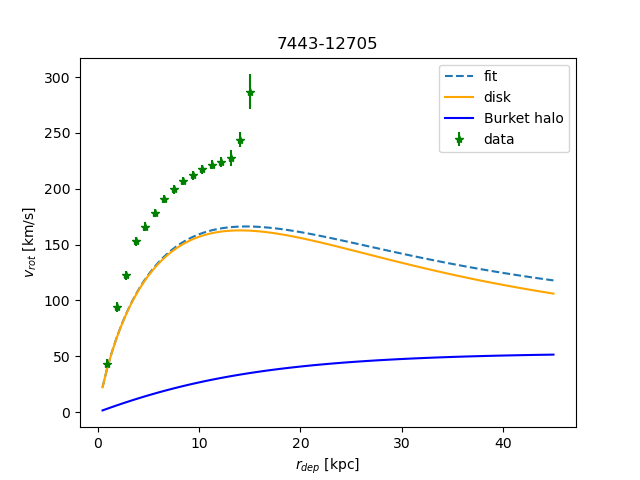 7443-12705
300
250
200
150
100
50
0
v_rot [km/s]
fit
disk
Burket halo
data
0 10 20 30 40
r_dep [kpc]